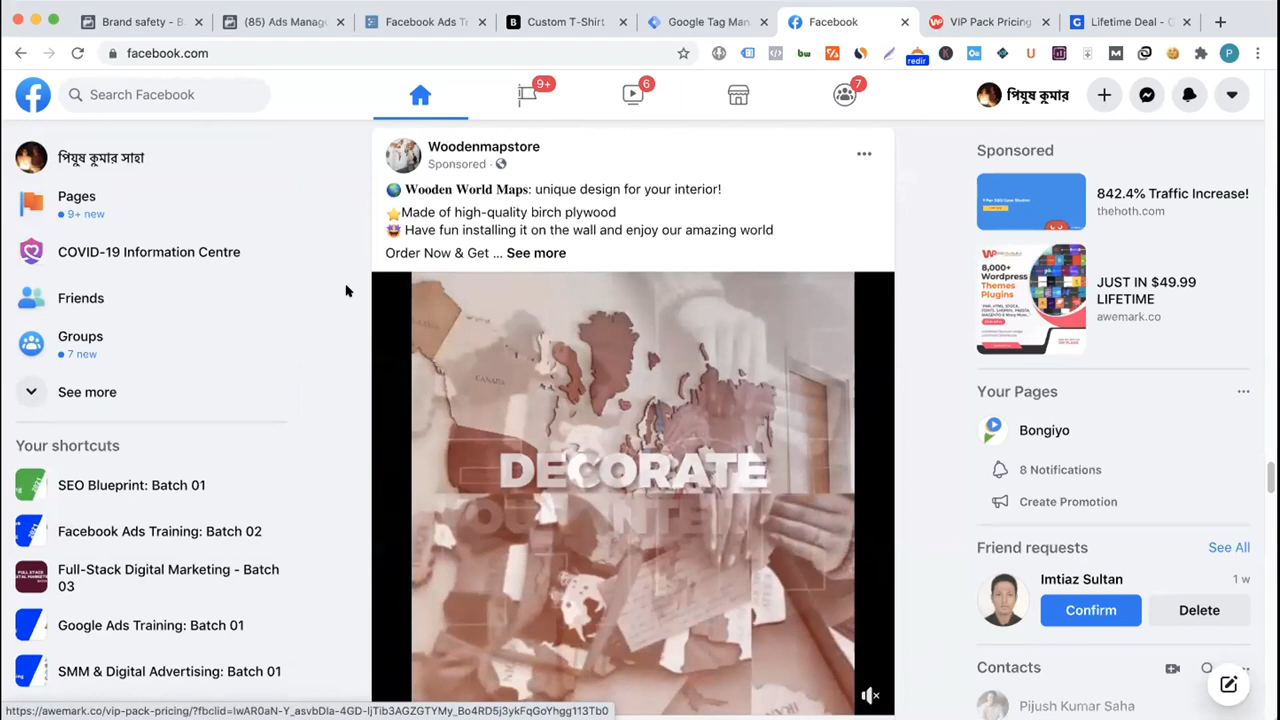 Brand safety - B
(85) Ads Manag
Facebook Ads T
Custom T-Shirt
Google Tag Man
Facebook
VIP Pack Pricing
Lifetime Deal - O
facebook.com
redir
P
Search Facebook
9+
6
7
পিযুষ কুমার
পিযুষ কুমার সাহা
Pages
9+ new
COVID-19 Information Centre
Friends
Groups
7 new
See more
Your shortcuts
SEO Blueprint: Batch 01
Facebook Ads Training: Batch 02
Full-Stack Digital Marketing - Batch
03
Google Ads Training: Batch 01
SMM & Digital Advertising: Batch 01
Woodenmapstore
Sponsored ·
🌍 Wooden World Maps: unique design for your interior!
⭐Made of high-quality birch plywood
🤩 Have fun installing it on the wall and enjoy our amazing world
Order Now & Get ... See more
CANADA
DECORATE
Sponsored
842.4% Traffic Increase!
thehoth.com
8,000+
Wordpress
Themes
Plugins
JUST IN $49.99
LIFETIME
awemark.co
Your Pages
Bongiyo
8 Notifications
Create Promotion
Friend requests
See All
Imtiaz Sultan
1 w
Confirm
Delete
Contacts
Pijush Kumar Saha
https://awemark.co/vip-pack-pricing/?fbclid=IwAR0aN-Y_asvbDIa-4GD-IjTib3AGZGTYMy_Bo4RD5j3ykFqGoYhgg113Tb0